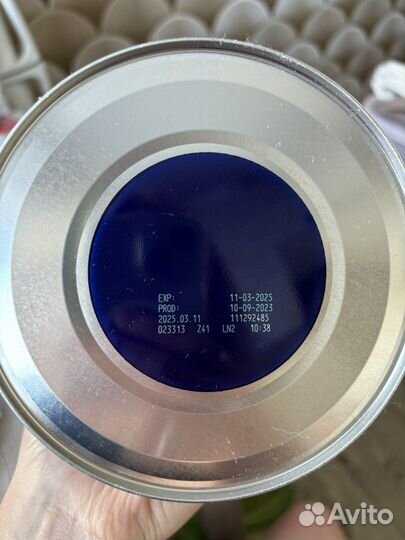 EXP: 11-03-2025
PROD: 10-09-2023
2025.03.11 111292485
023313 Z41 LN2 10:38
Avito